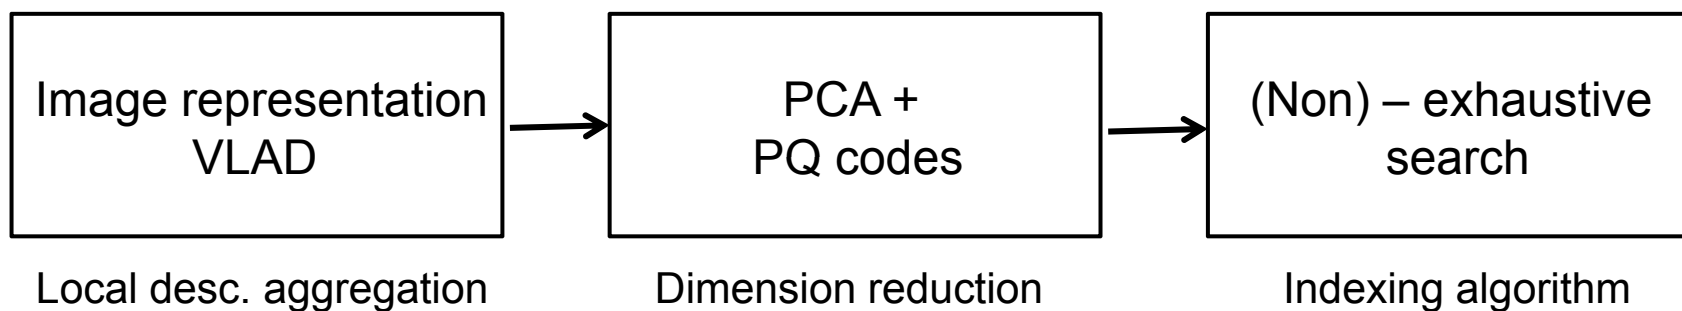 Image representation
VLAD
PCA +
PQ codes
(Non) – exhaustive
search
Local desc. aggregation
Dimension reduction
Indexing algorithm